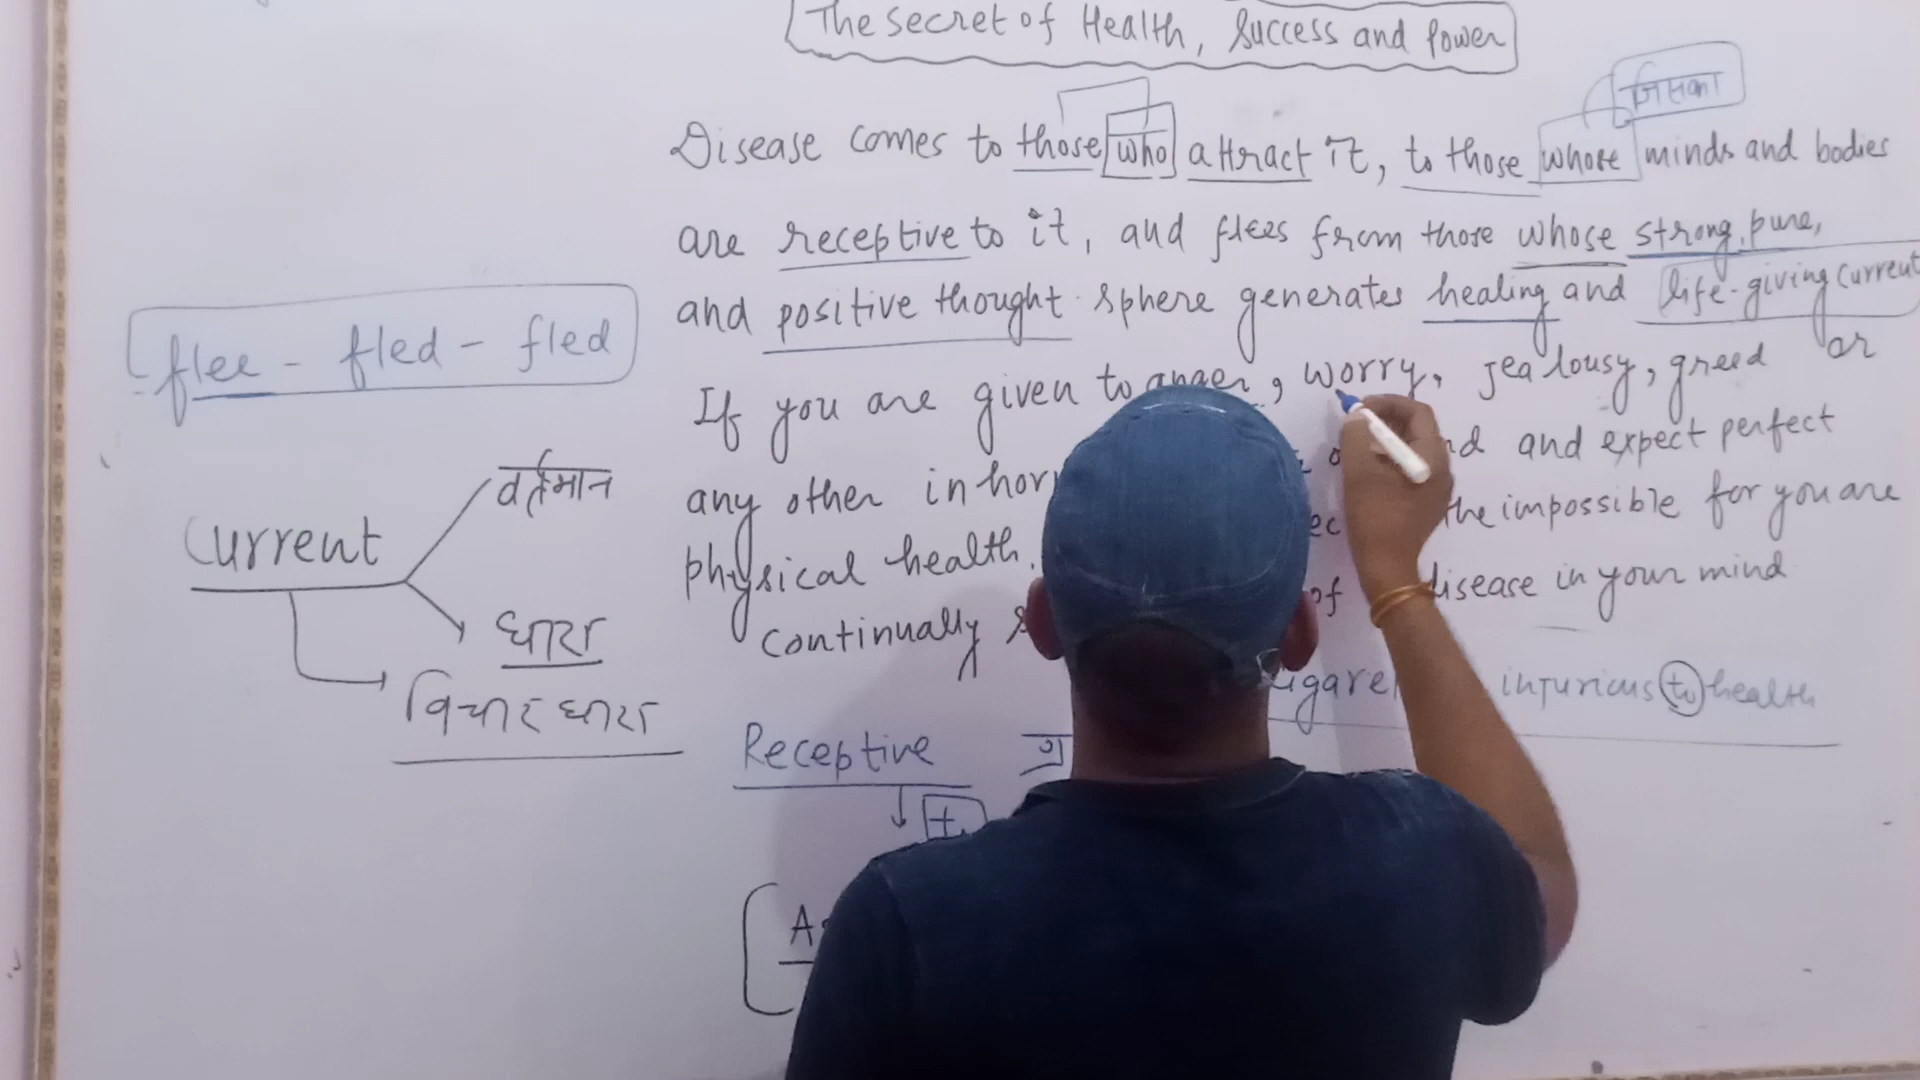 The secret of Health, Success and Power
जिसका
Disease comes to those who attract it, to those whose minds and bodies
are receptive to it, and flees from those whose strong, pure,
and positive thought sphere generates healing and life-giving current
If you are given to anger, worry, jealousy, greed or
any other inhor and expect perfect
physical health. the impossible for you are
continually of disease in your mind
flee - fled - fled
Current
वर्तमान
धारा
विचारधारा
injurious to health
Receptive